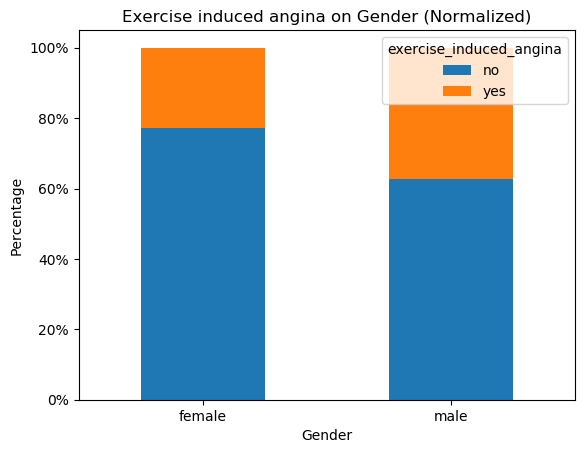 Exercise induced angina on Gender (Normalized)
exercise_induced_angina
no
yes
100%
80%
60%
40%
20%
0%
Percentage
female
male
Gender